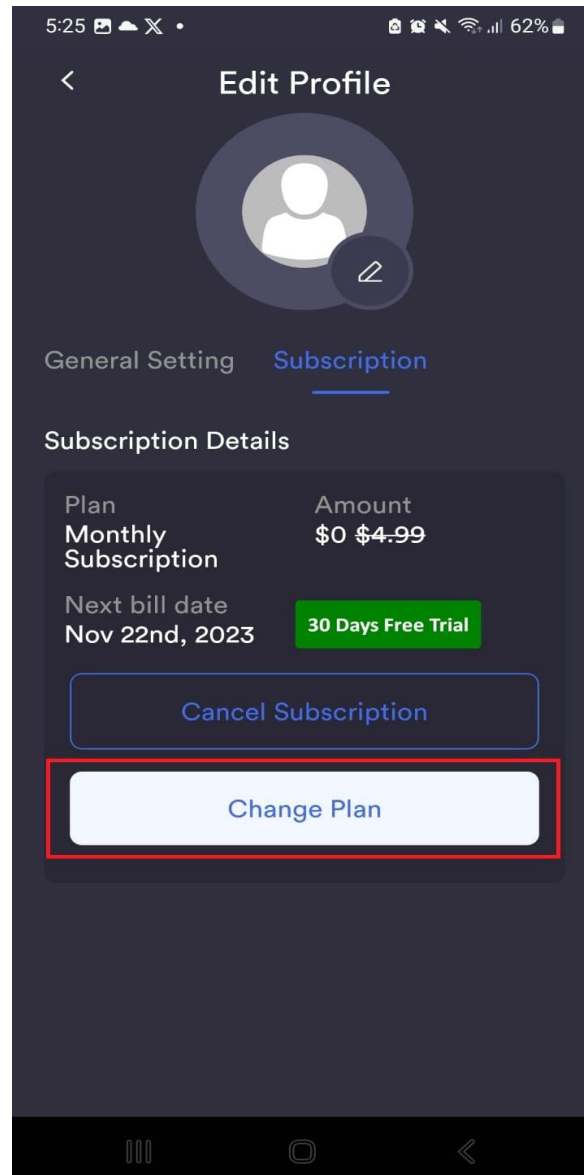 5:25
62%
Edit Profile
General Setting Subscription
Subscription Details
Plan Amount
Monthly Subscription $0 $4.99
Next bill date
Nov 22nd, 2023 30 Days Free Trial
Cancel Subscription
Change Plan